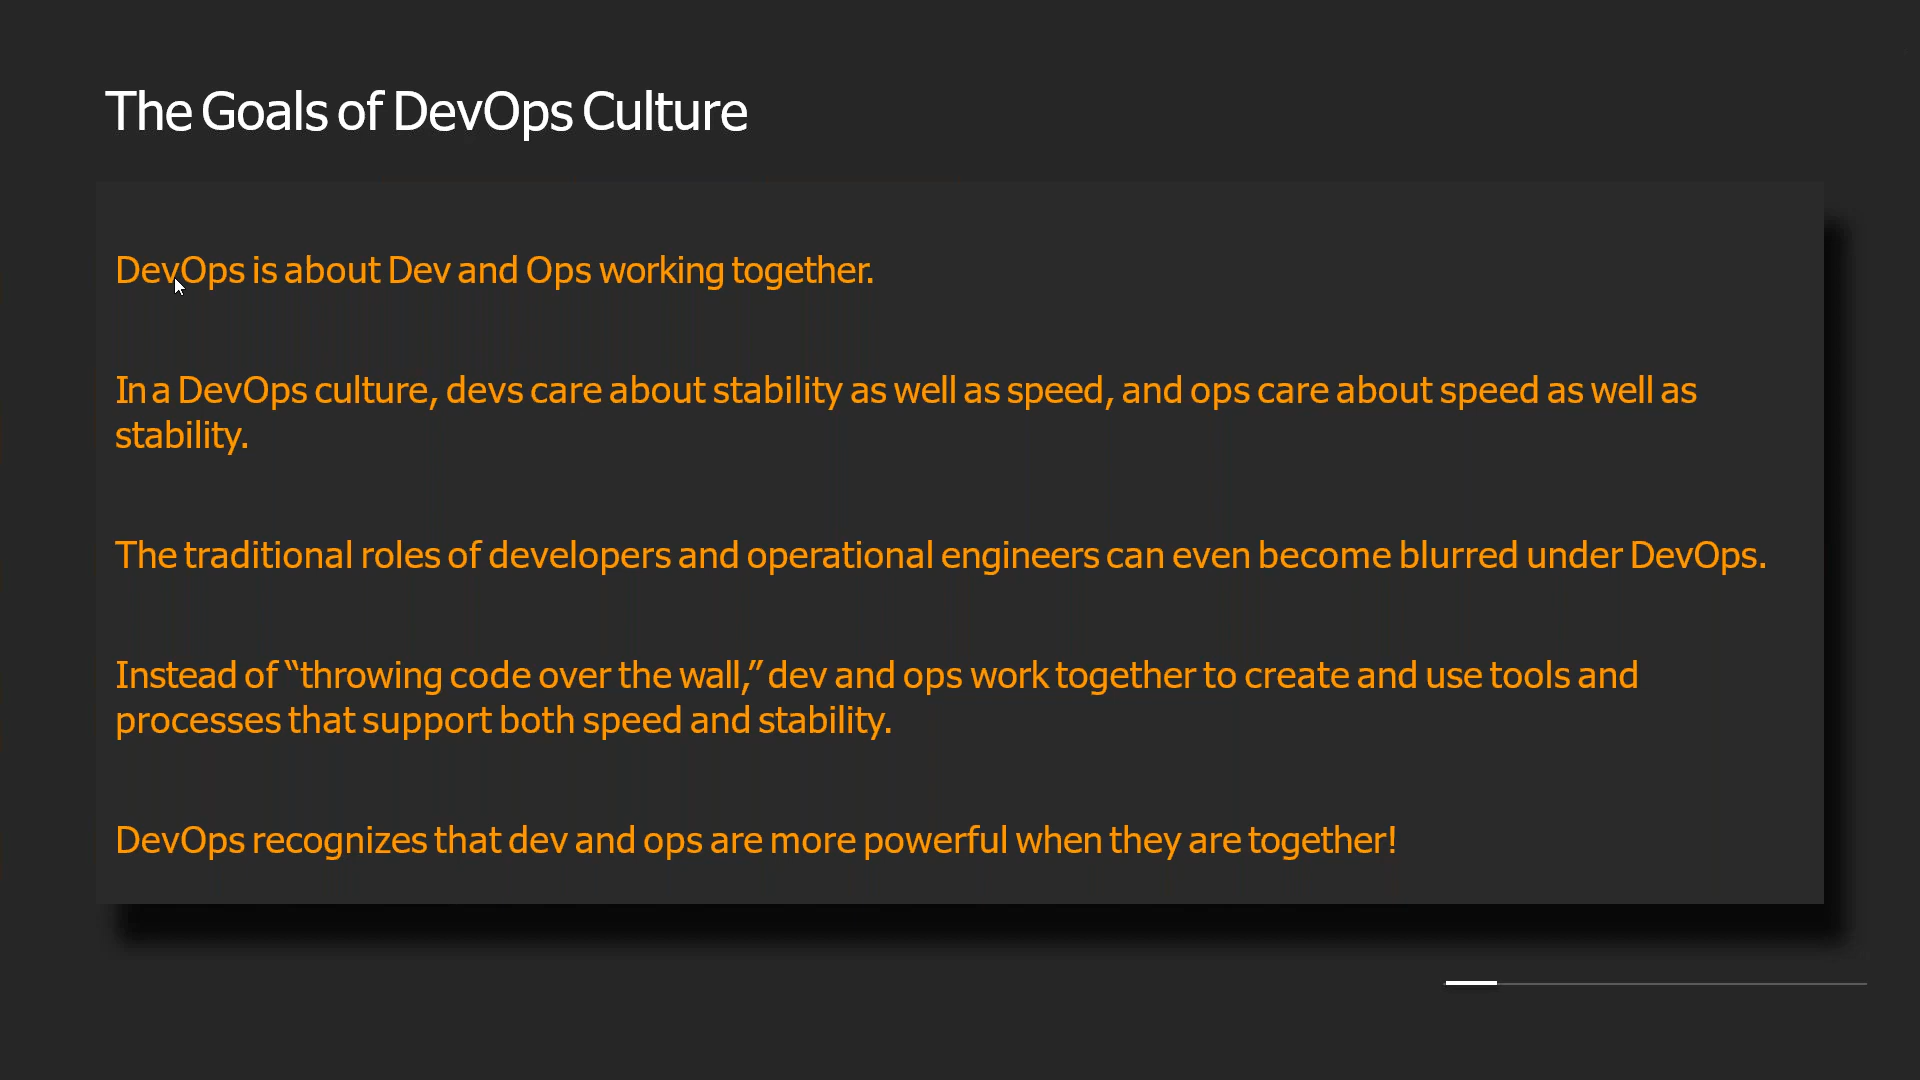 The Goals of DevOps Culture
DevOps is about Dev and Ops working together.
In a DevOps culture, devs care about stability as well as speed, and ops care about speed as well as
stability.
The traditional roles of developers and operational engineers can even become blurred under DevOps.
Instead of “throwing code over the wall,” dev and ops work together to create and use tools and
processes that support both speed and stability.
DevOps recognizes that dev and ops are more powerful when they are together!